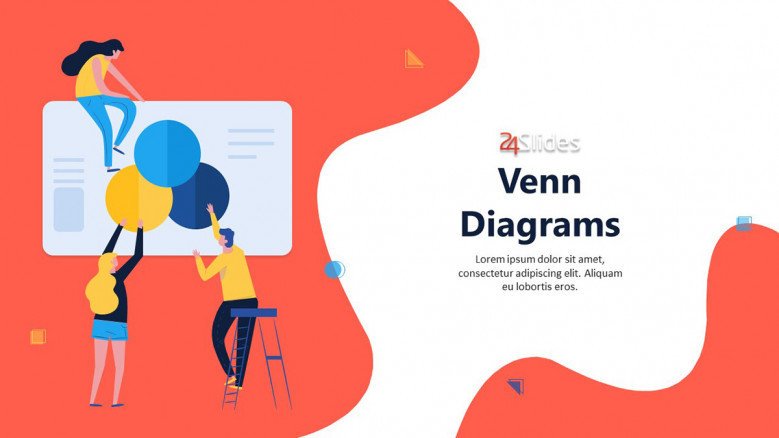 24Slides
Venn
Diagrams
Lorem ipsum dolor sit amet,
consectetur adipiscing elit. Aliquam
eu lobortis eros.